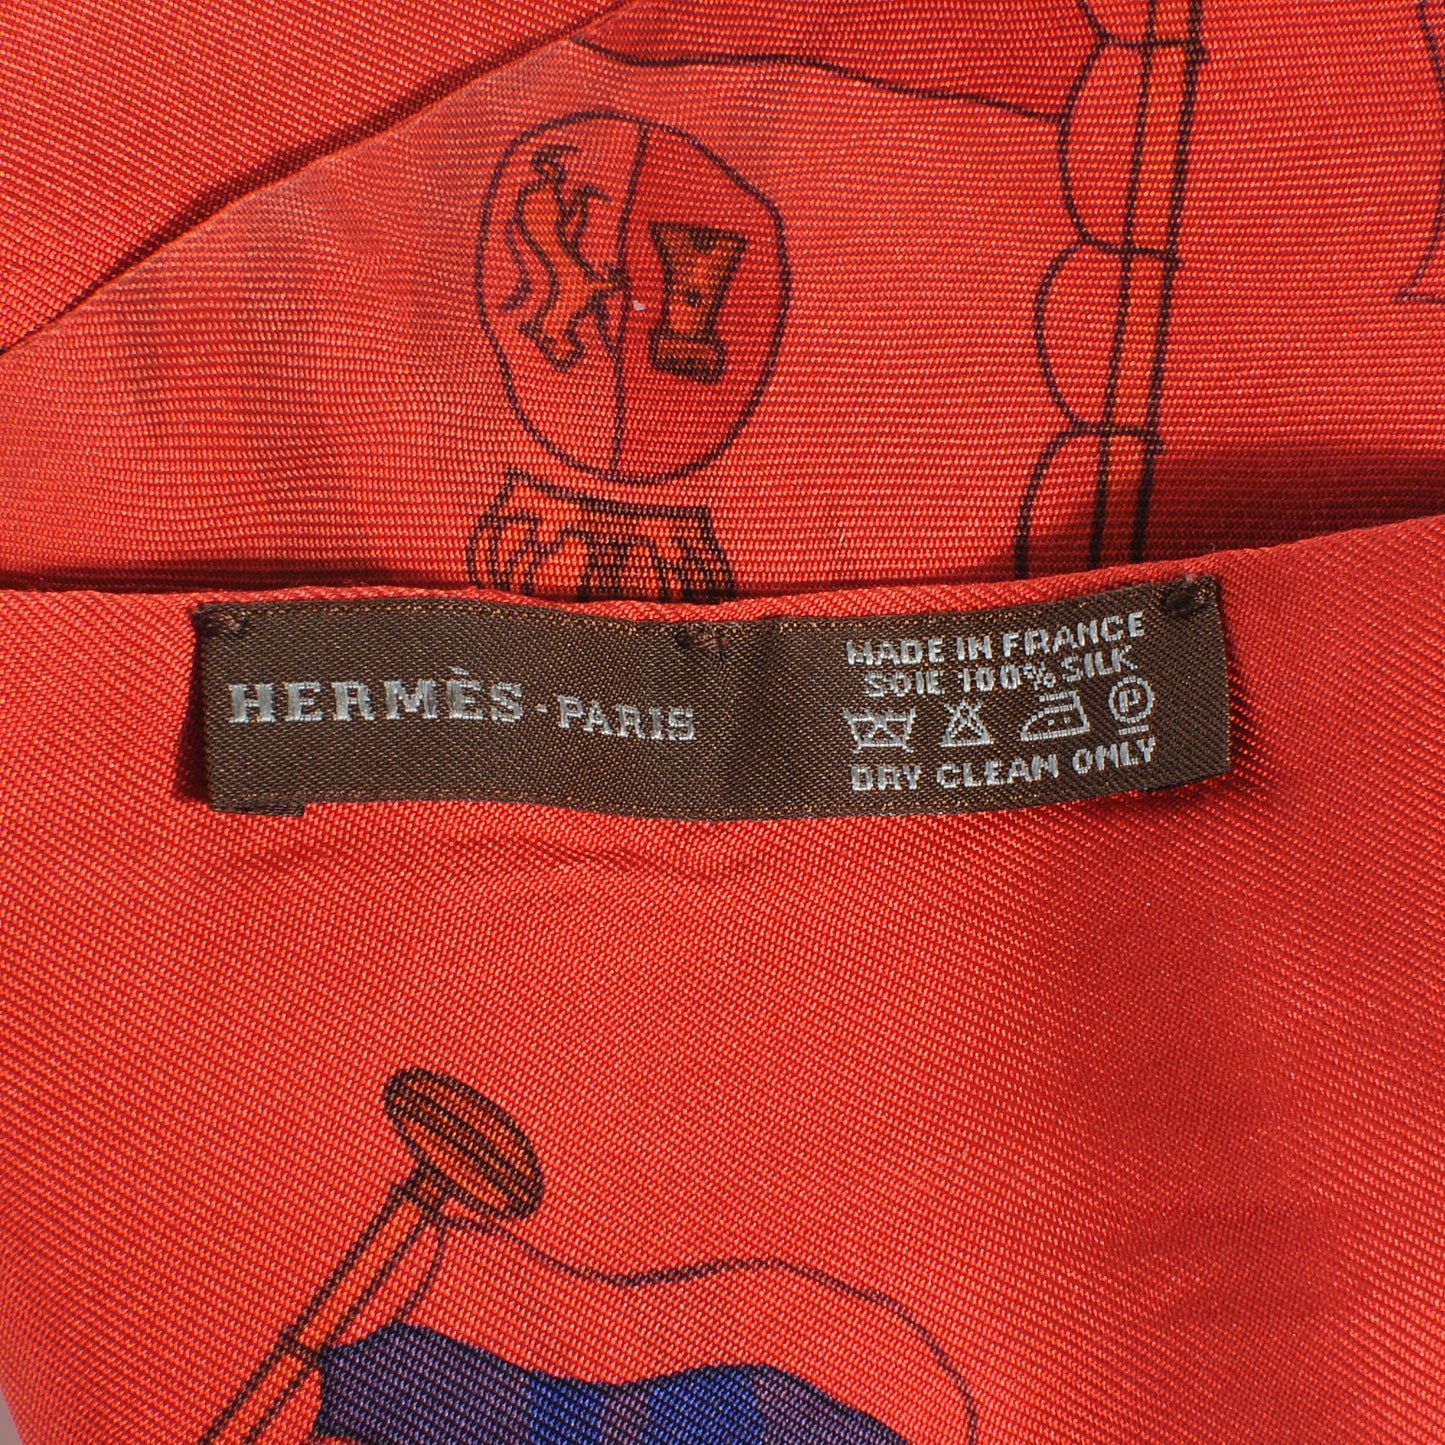 HERMÈS-PARIS
MADE IN FRANCE
SOIE 100% SILK
P
DRY CLEAN ONLY